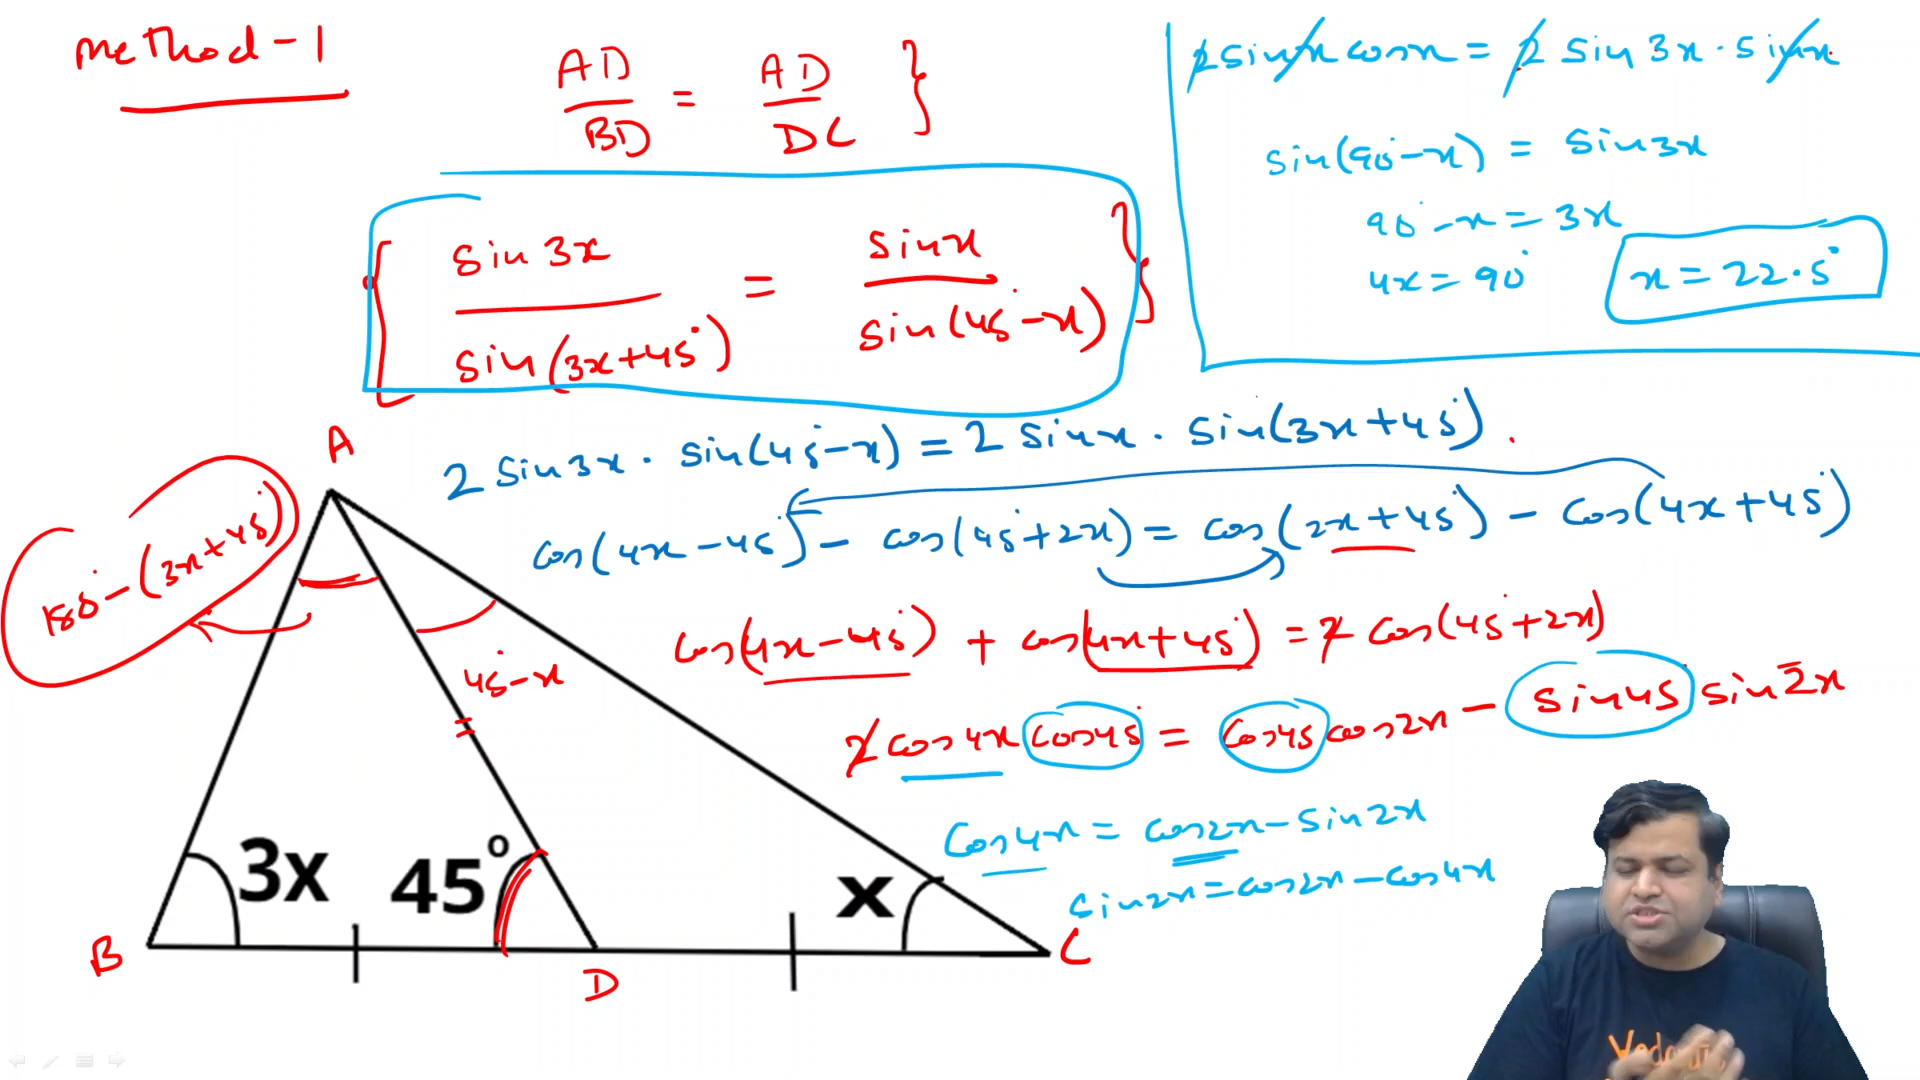 method-1
AD/BD = AD/DC }
{ sin3x/sin(3x+45°) = sinx/sin(45°-x) }
2sinx cosx = 2 sin3x·sinx
sin(90°-x) = sin3x
90°-x = 3x
4x = 90°
x = 22.5°
2 sin3x · sin(45°-x) = 2 sinx · sin(3x+45°).
cos(4x-45°) - cos(45°+2x) = cos(2x+45°) - cos(4x+45°)
cos(4x-45°) + cos(4x+45°) = 2 cos(45°+2x)
2 cos4x cos45° = cos45 cos2x - sin45 sin2x
cos4x = cos2x - sin2x
sin2x = cos2x - cos4x
A
180°-(3x+45°)
45°-x
3x
45°
x
B
D
C